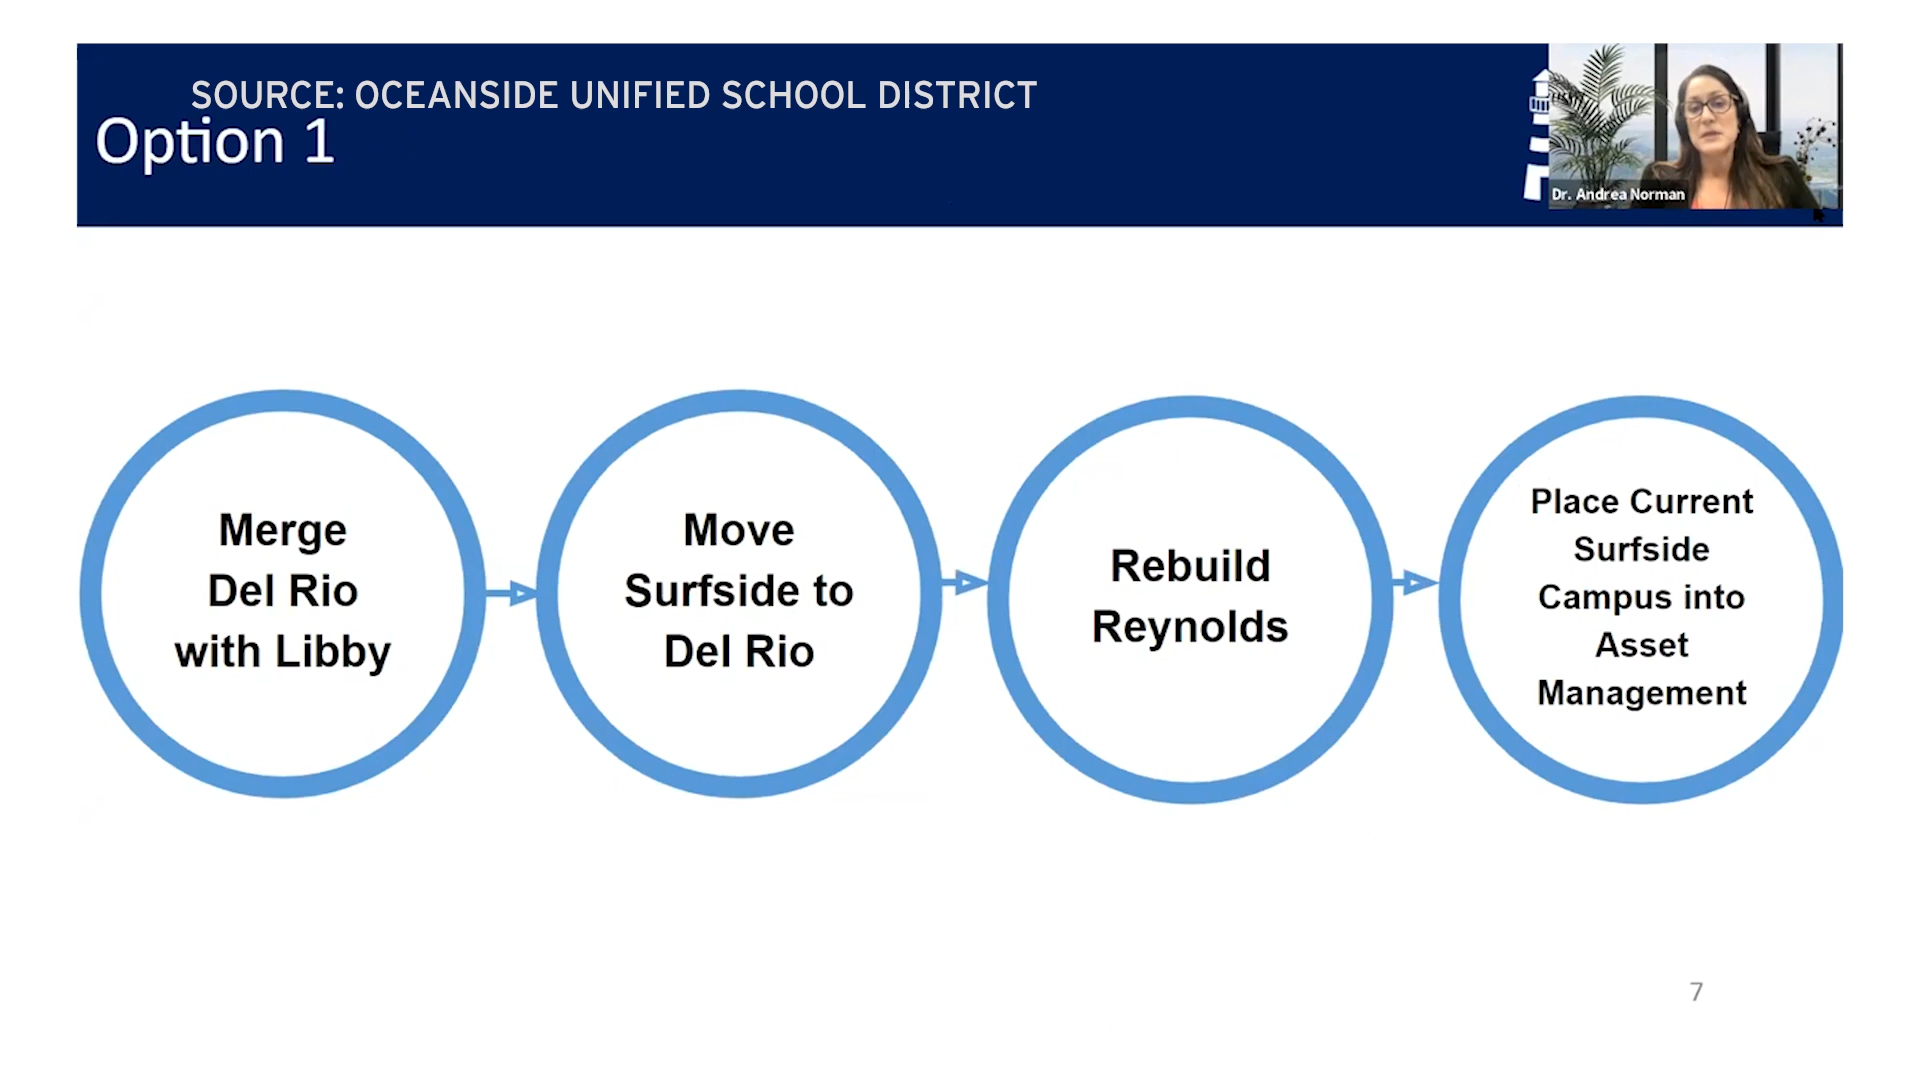 SOURCE: OCEANSIDE UNIFIED SCHOOL DISTRICT
Option 1
Dr. Andrea Norman
Merge
Del Rio
with Libby
Move
Surfside to
Del Rio
Rebuild
Reynolds
Place Current
Surfside
Campus into
Asset
Management
7